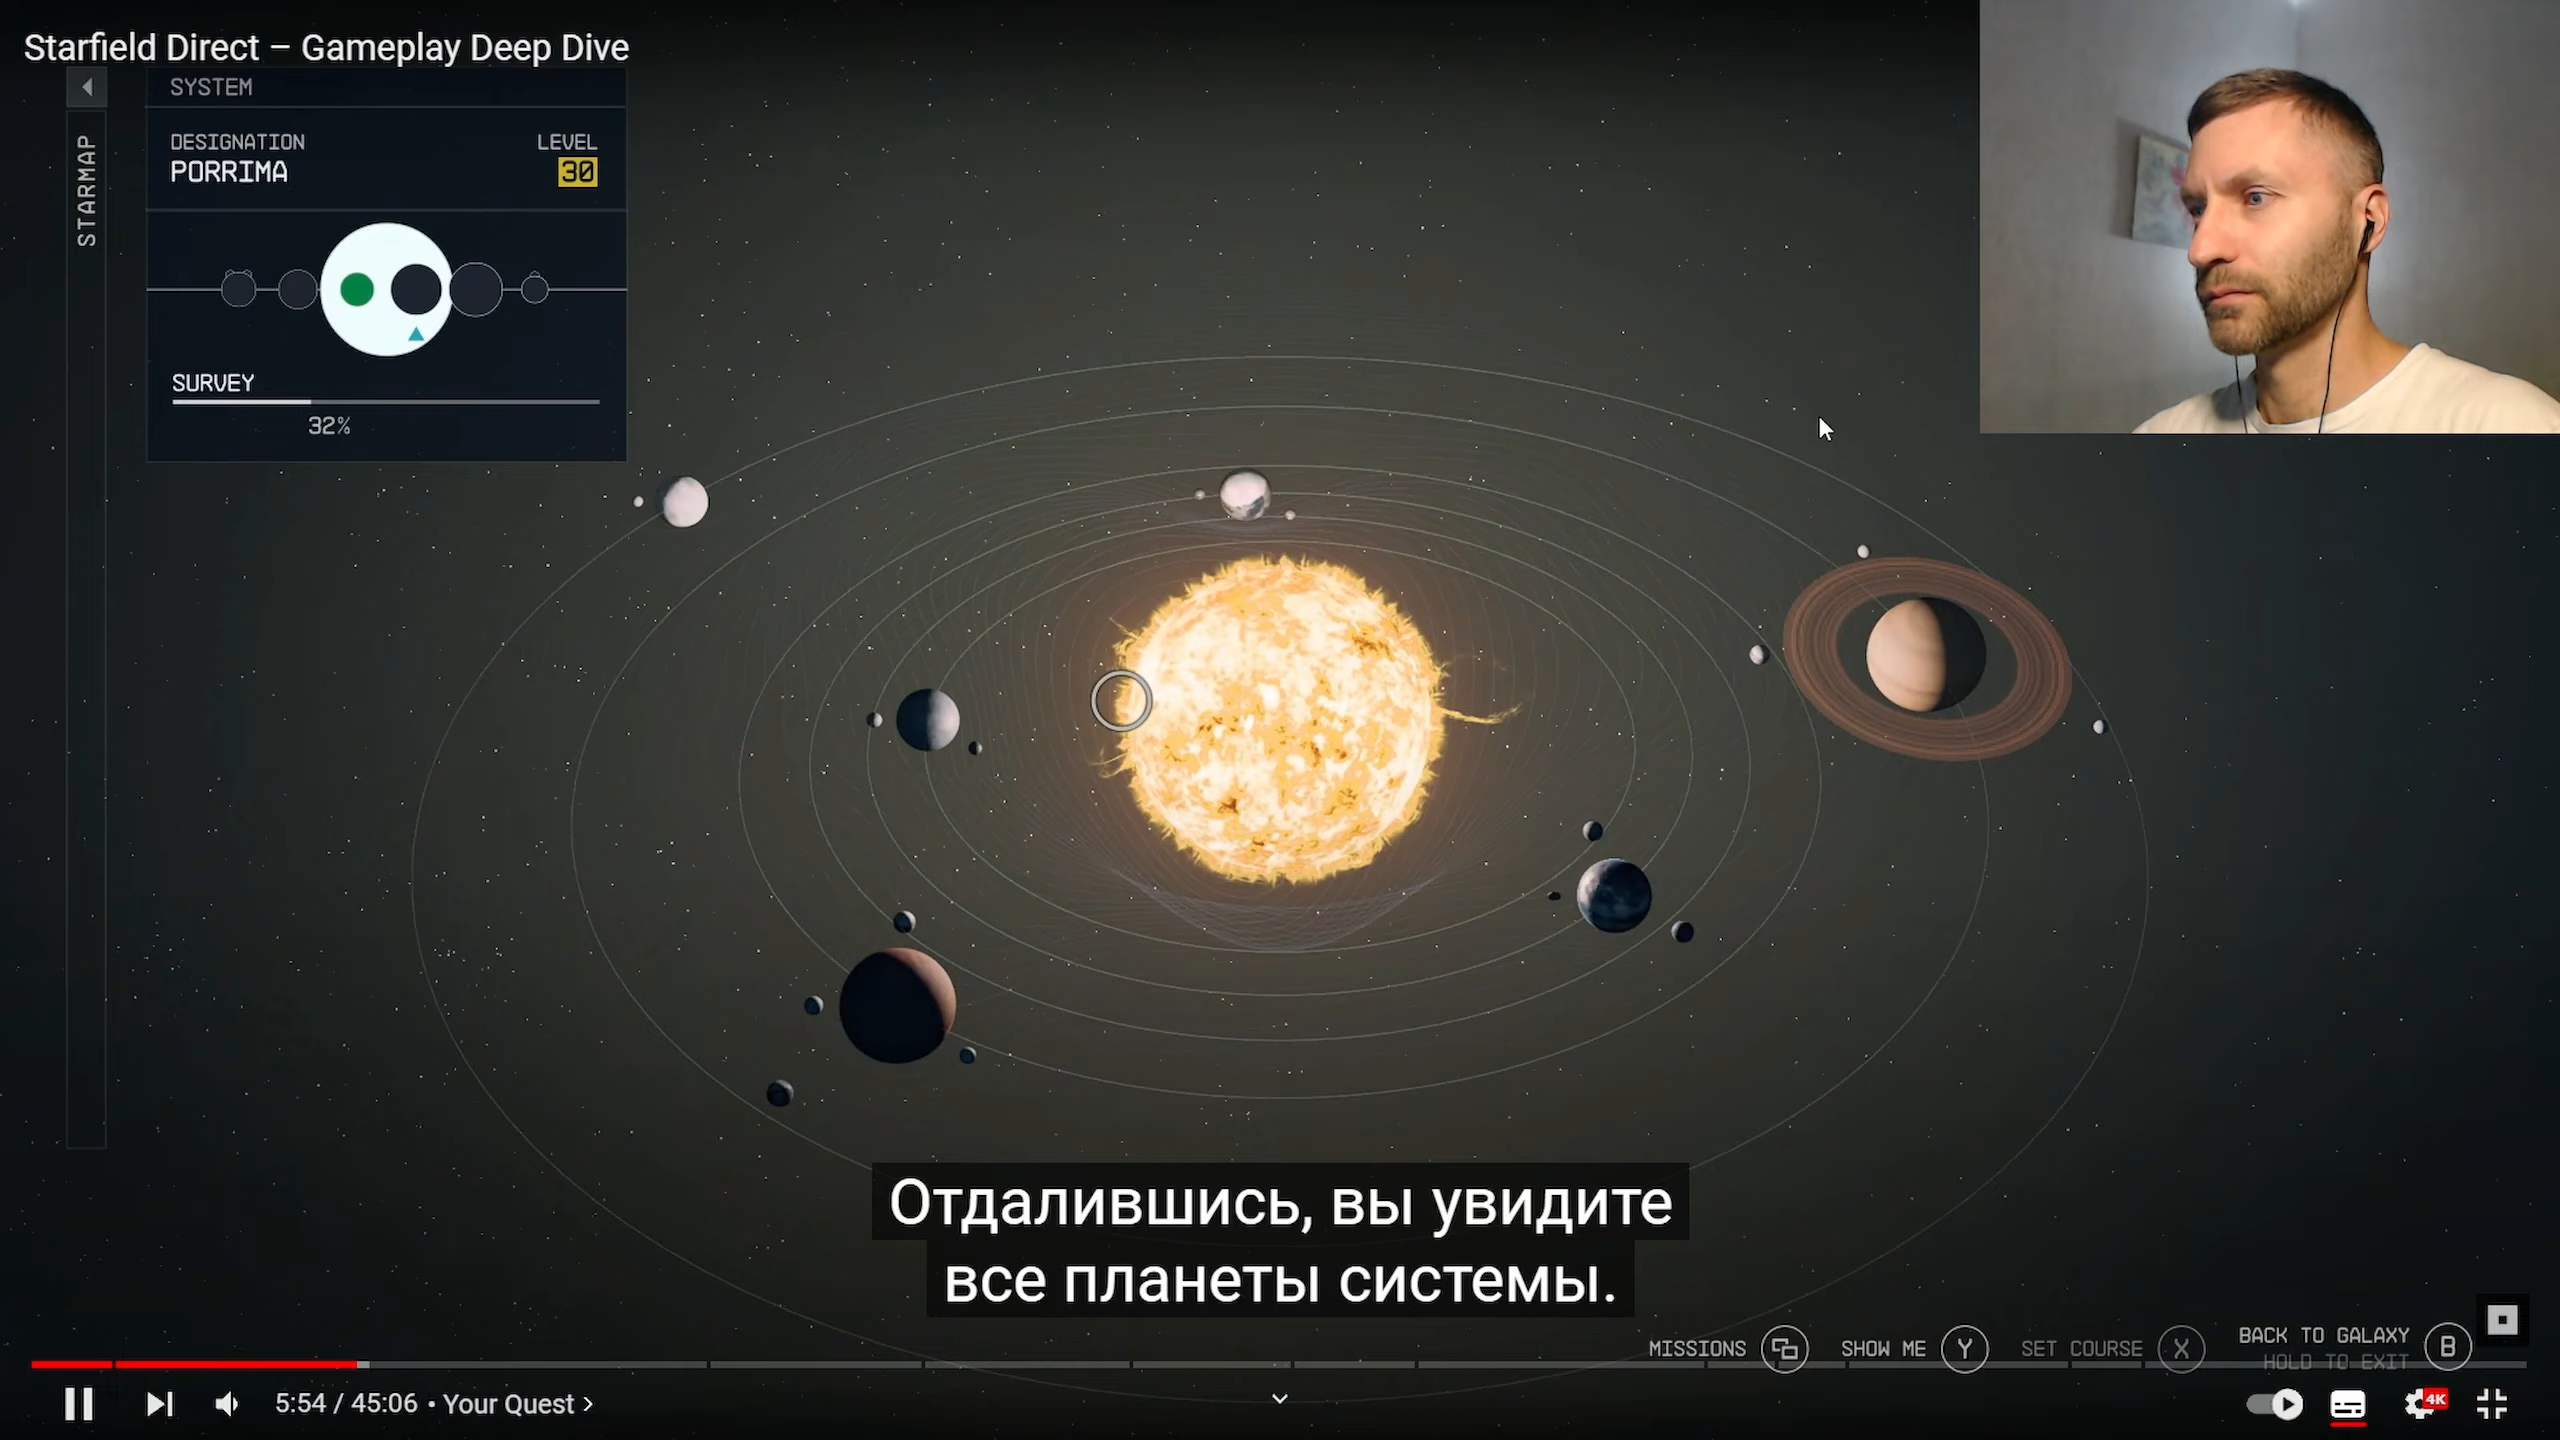 Starfield Direct – Gameplay Deep Dive
SYSTEM
STARMAP
DESIGNATION
LEVEL
PORRIMA
30
SURVEY
32%
Отдалившись, вы увидите
все планеты системы.
MISSIONS
SHOW ME Y
SET COURSE X
BACK TO GALAXY B
HOLD TO EXIT
5:54 / 45:06 • Your Quest ›
4K